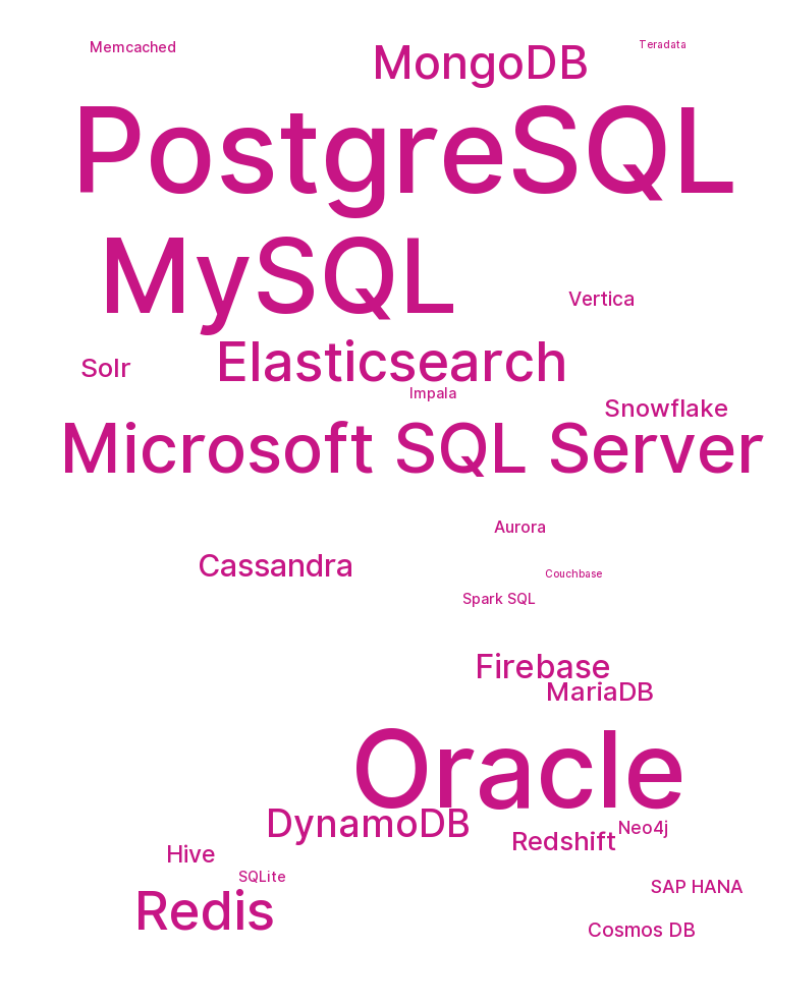 Memcached
MongoDB
Teradata
PostgreSQL
MySQL
Vertica
Solr
Elasticsearch
Impala
Snowflake
Microsoft SQL Server
Aurora
Cassandra
Couchbase
Spark SQL
Firebase
MariaDB
Oracle
DynamoDB
Neo4j
Redshift
Hive
SQLite
SAP HANA
Redis
Cosmos DB